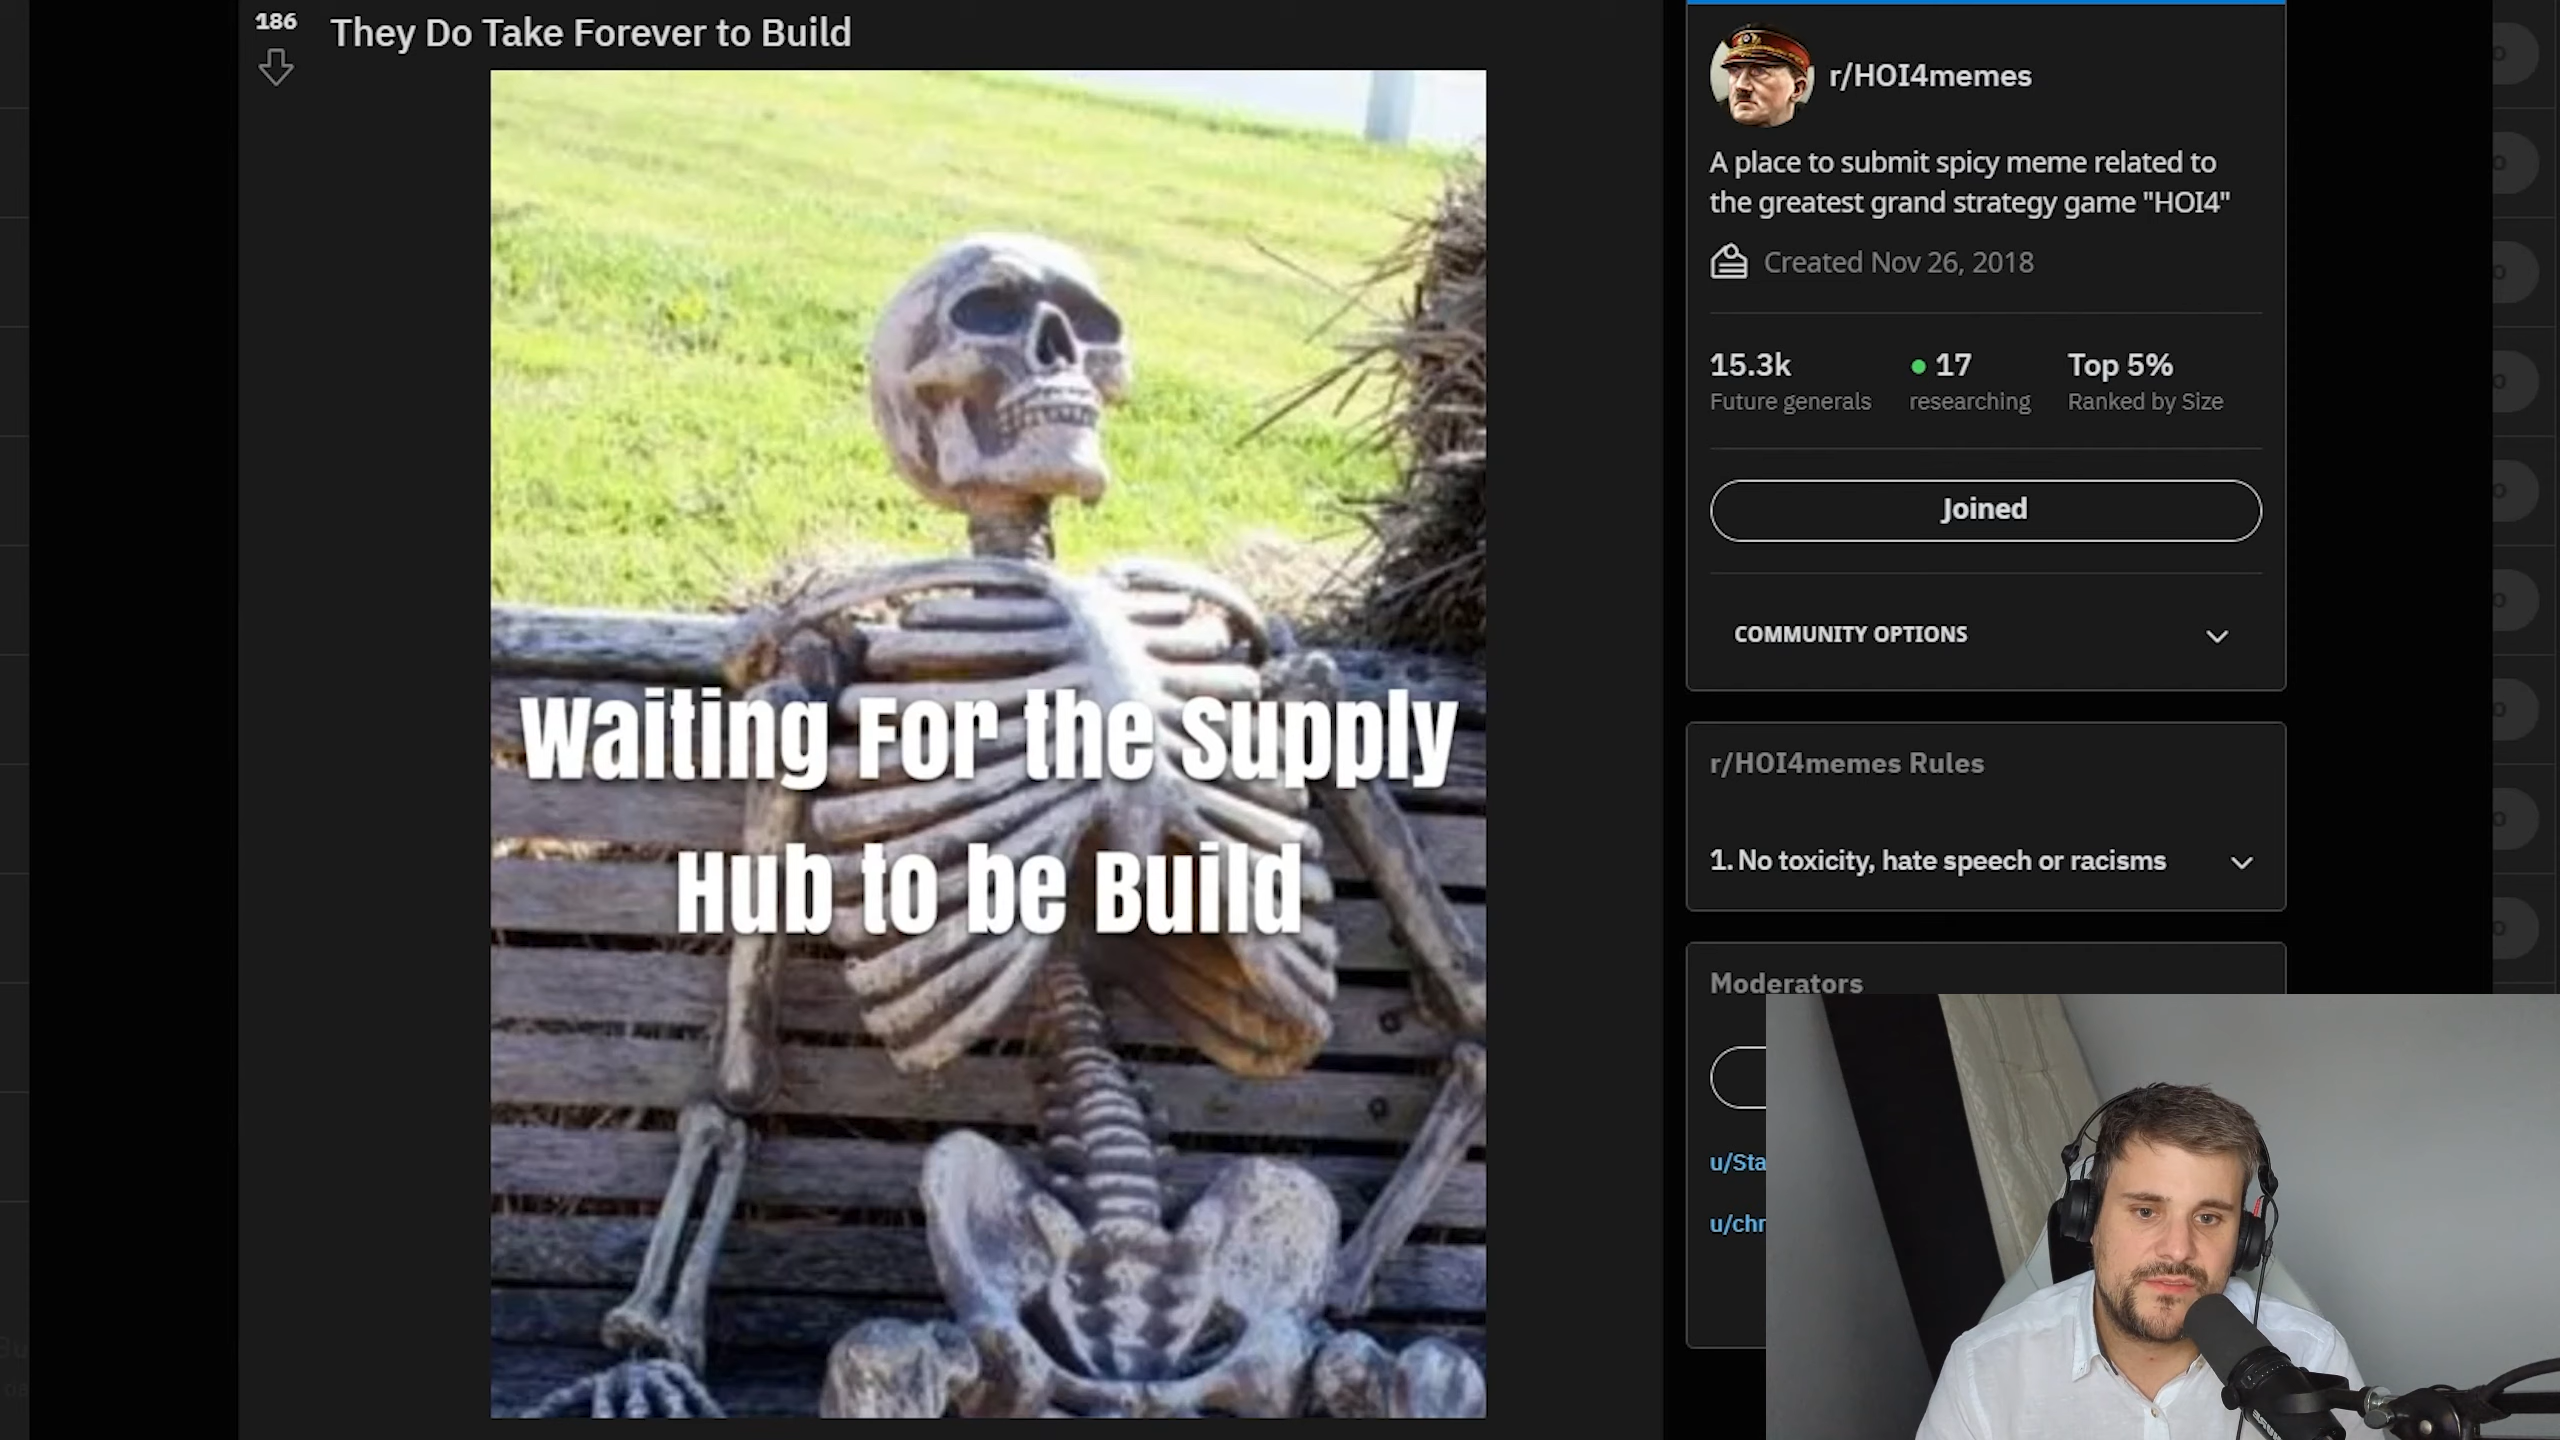 186
They Do Take Forever to Build
Waiting For the Supply
Hub to be Build
r/HOI4memes
A place to submit spicy meme related to
the greatest grand strategy game "HOI4"
Created Nov 26, 2018
15.3k
17
Top 5%
Future generals
researching
Ranked by Size
Joined
COMMUNITY OPTIONS
r/HOI4memes Rules
1. No toxicity, hate speech or racisms
Moderators
u/Sta
u/chr